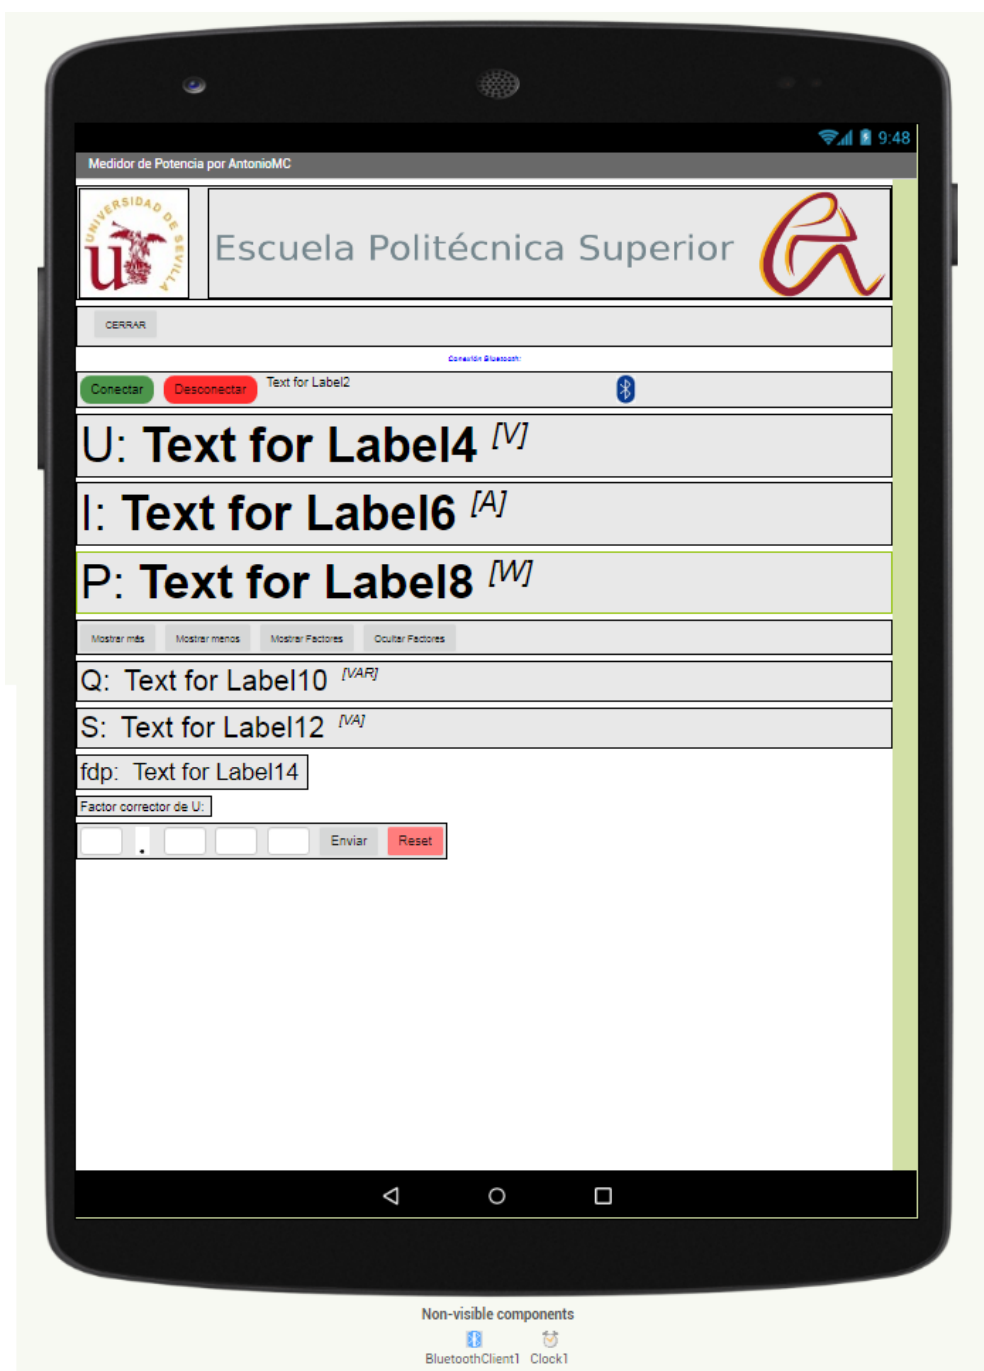 9:48
Medidor de Potencia por AntonioMC
UNIVERSIDAD DE SEVILLA
Escuela Politécnica Superior
CERRAR
Conexión Bluetooth:
Conectar Desconectar Text for Label2
U: Text for Label4 [V]
I: Text for Label6 [A]
P: Text for Label8 [W]
Mostrar más Mostrar menos Mostrar Factores Ocultar Factores
Q: Text for Label10 [VAR]
S: Text for Label12 [VA]
fdp: Text for Label14
Factor corrector de U:
. Enviar Reset
Non-visible components
BluetoothClient1 Clock1